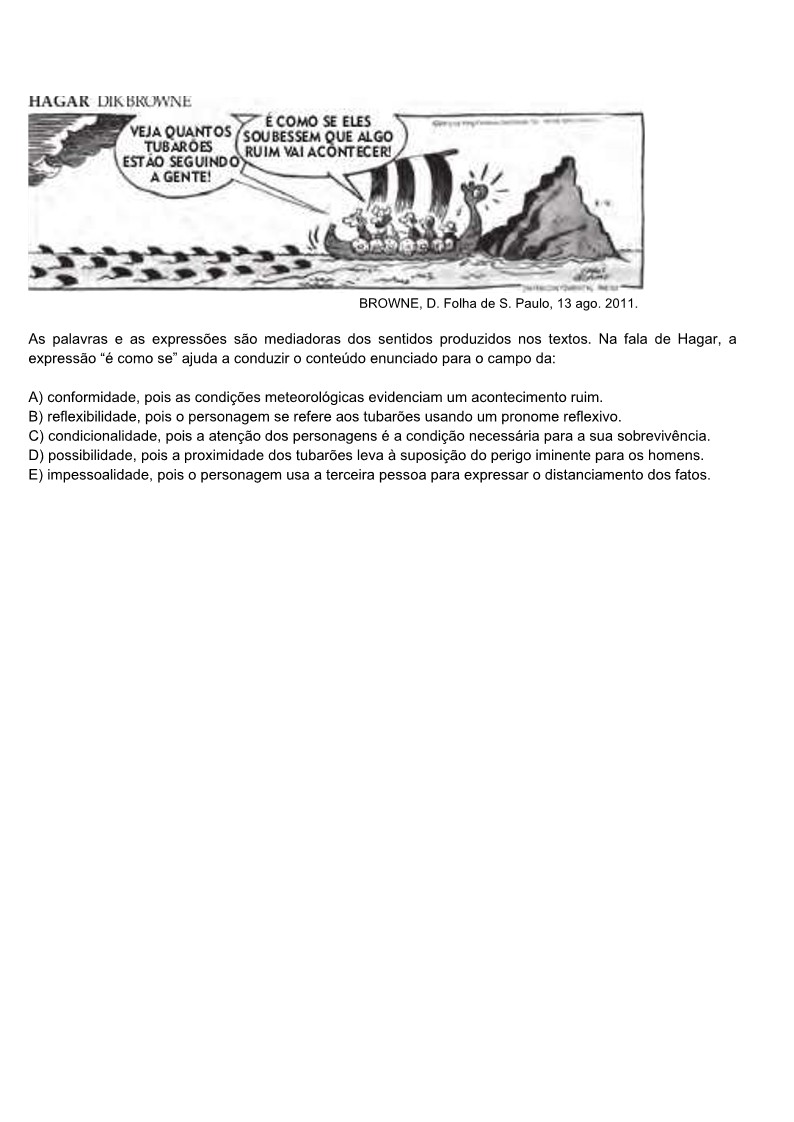 HAGAR DIK BROWNE
VEJA QUANTOS
TUBARÕES
ESTÃO SEGUINDO
A GENTE!
É COMO SE ELES
SOUBESSEM QUE ALGO
RUIM VAI ACONTECER!
BROWNE, D. Folha de S. Paulo, 13 ago. 2011.
As palavras e as expressões são mediadoras dos sentidos produzidos nos textos. Na fala de Hagar, a
expressão “é como se” ajuda a conduzir o conteúdo enunciado para o campo da:
A) conformidade, pois as condições meteorológicas evidenciam um acontecimento ruim.
B) reflexibilidade, pois o personagem se refere aos tubarões usando um pronome reflexivo.
C) condicionalidade, pois a atenção dos personagens é a condição necessária para a sua sobrevivência.
D) possibilidade, pois a proximidade dos tubarões leva à suposição do perigo iminente para os homens.
E) impessoalidade, pois o personagem usa a terceira pessoa para expressar o distanciamento dos fatos.